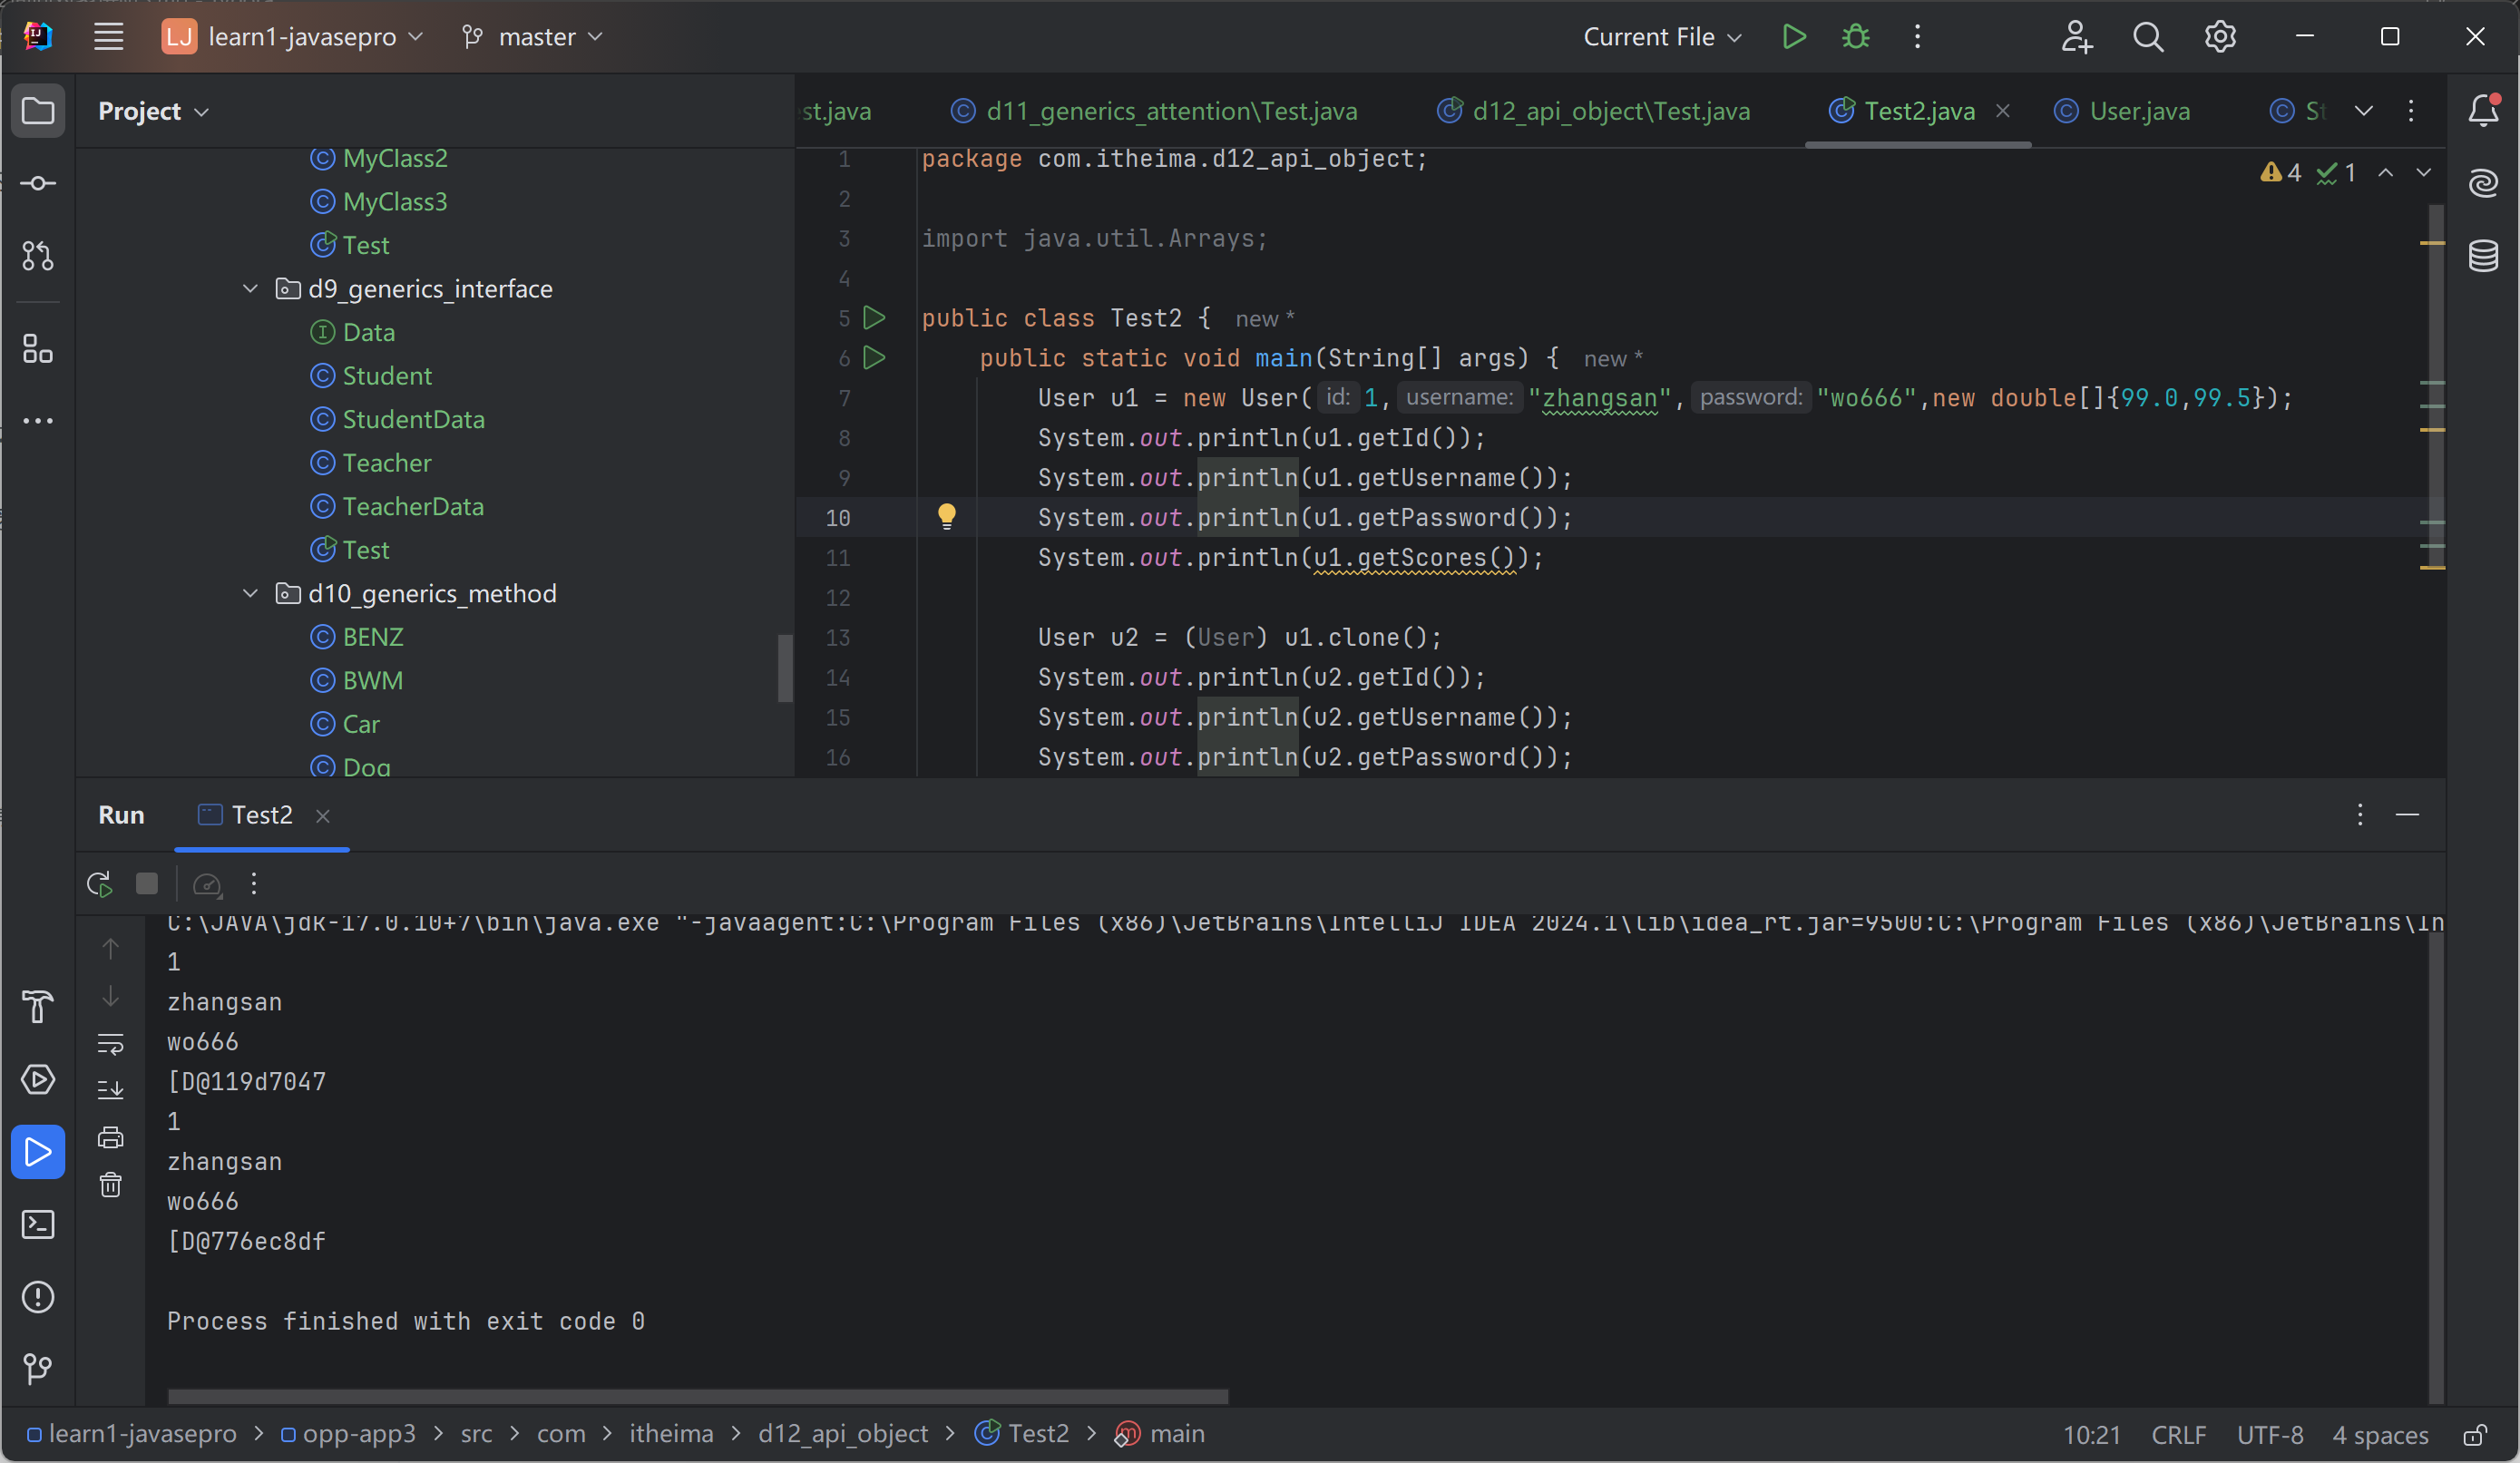 LJ learn1-javasepro master Current File
Project
st.java d11_generics_attention\Test.java d12_api_object\Test.java Test2.java User.java St
MyClass2
MyClass3
Test
d9_generics_interface
Data
Student
StudentData
Teacher
TeacherData
Test
d10_generics_method
BENZ
BWM
Car
Dog
4 1
1 package com.itheima.d12_api_object;
2
3 import java.util.Arrays;
4
5 public class Test2 { new *
6 public static void main(String[] args) { new *
7 User u1 = new User( id: 1, username: "zhangsan", password: "wo666",new double[]{99.0,99.5});
8 System.out.println(u1.getId());
9 System.out.println(u1.getUsername());
10 System.out.println(u1.getPassword());
11 System.out.println(u1.getScores());
12
13 User u2 = (User) u1.clone();
14 System.out.println(u2.getId());
15 System.out.println(u2.getUsername());
16 System.out.println(u2.getPassword());
Run Test2
C:\JAVA\jdk-17.0.10+7\bin\java.exe "-javaagent:C:\Program Files (x86)\JetBrains\IntelliJ IDEA 2024.1\lib\idea_rt.jar=9500:C:\Program Files (x86)\JetBrains\In
1
zhangsan
wo666
[D@119d7047
1
zhangsan
wo666
[D@776ec8df
Process finished with exit code 0
learn1-javasepro > opp-app3 > src > com > itheima > d12_api_object > Test2 > main 10:21 CRLF UTF-8 4 spaces